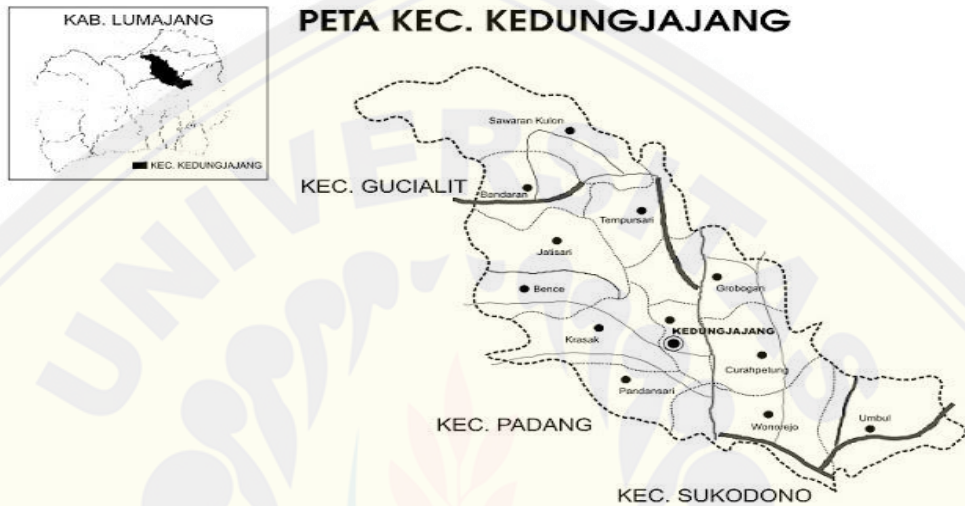 KAB. LUMAJANG
KEC. KEDUNGJAJANG
PETA KEC. KEDUNGJAJANG
Sawaran Kulon
KEC. GUCIALIT
Bandaran
Tempursari
Jatisari
Grobogan
Bence
KEDUNGJAJANG
Krasak
Curahpetung
Pandansari
Wonorejo
Umbul
KEC. PADANG
KEC. SUKODONO
UNIVERSITAS